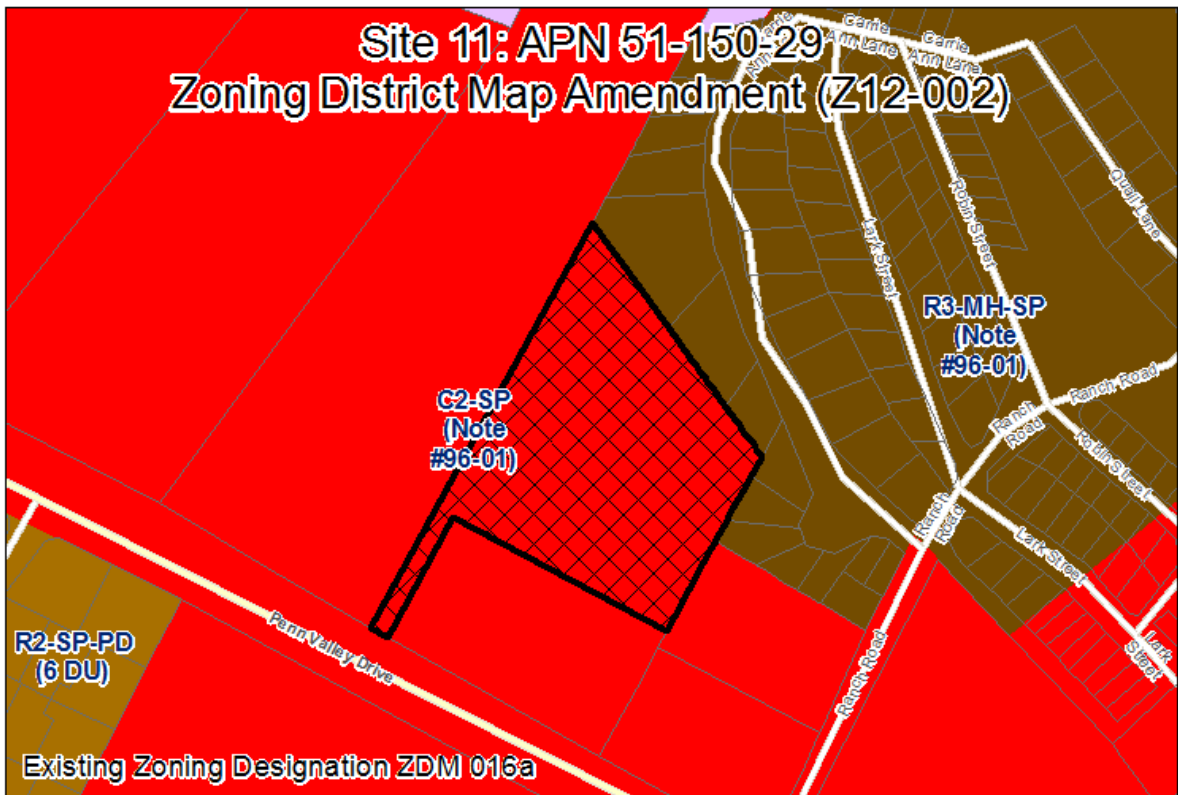 Site 11: APN 51-150-29
Zoning District Map Amendment (Z12-002)
Carrie
Ann Lane
Carrie
Ann Lane
Carrie
Ann Lane
Quail Lane
Robin Street
Lark Street
R3-MH-SP
(Note
#96-01)
Ranch Road
Ranch
Road
C2-SP
(Note
#96-01)
Robin Street
Ranch
Road
Lark Street
Penn Valley Drive
R2-SP-PD
(6 DU)
Ranch Road
Lark
Street
Existing Zoning Designation ZDM 016a